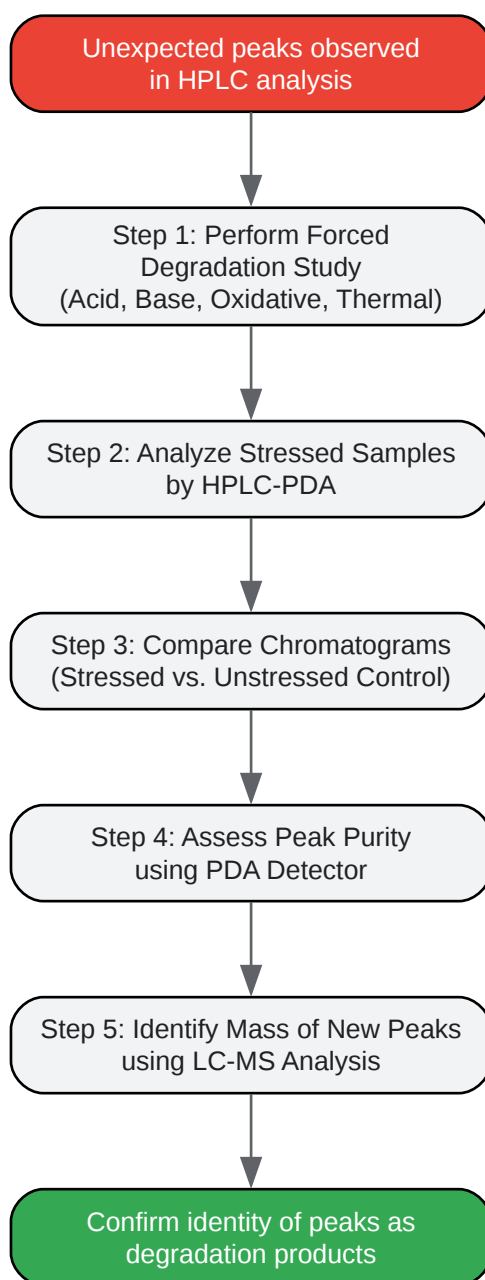 Unexpected peaks observed
in HPLC analysis
Step 1: Perform Forced
Degradation Study
(Acid, Base, Oxidative, Thermal)
Step 2: Analyze Stressed Samples
by HPLC-PDA
Step 3: Compare Chromatograms
(Stressed vs. Unstressed Control)
Step 4: Assess Peak Purity
using PDA Detector
Step 5: Identify Mass of New Peaks
using LC-MS Analysis
Confirm identity of peaks as
degradation products